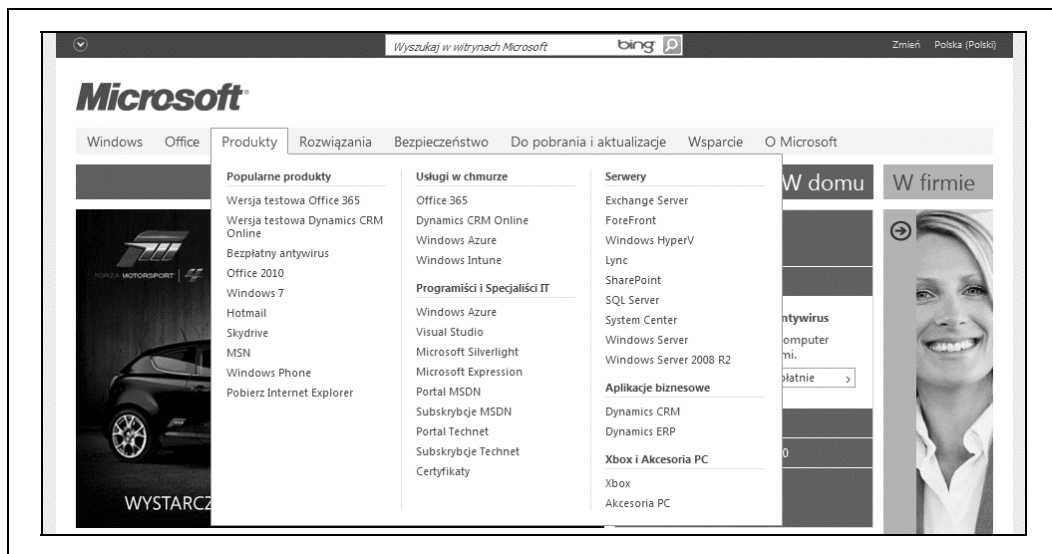 Wyszukaj w witrynach Microsoft
bing
Zmień Polska (Polski)
Microsoft
Windows Office Produkty Rozwiązania Bezpieczeństwo Do pobrania i aktualizacje Wsparcie O Microsoft
W domu
W firmie
Popularne produkty
Wersja testowa Office 365
Wersja testowa Dynamics CRM
Online
Bezpłatny antywirus
Office 2010
Windows 7
Hotmail
Skydrive
MSN
Windows Phone
Pobierz Internet Explorer
Usługi w chmurze
Office 365
Dynamics CRM Online
Windows Azure
Windows Intune
Programiści i Specjaliści IT
Windows Azure
Visual Studio
Microsoft Silverlight
Microsoft Expression
Portal MSDN
Subskrybcje MSDN
Portal Technet
Subskrybcje Technet
Certyfikaty
Serwery
Exchange Server
ForeFront
Windows HyperV
Lync
SharePoint
SQL Server
System Center
Windows Server
Windows Server 2008 R2
Aplikacje biznesowe
Dynamics CRM
Dynamics ERP
Xbox i Akcesoria PC
Xbox
Akcesoria PC
FORZA MOTORSPORT 4
WYSTARCZ
ntywirus
omputer
mi.
płatnie
0